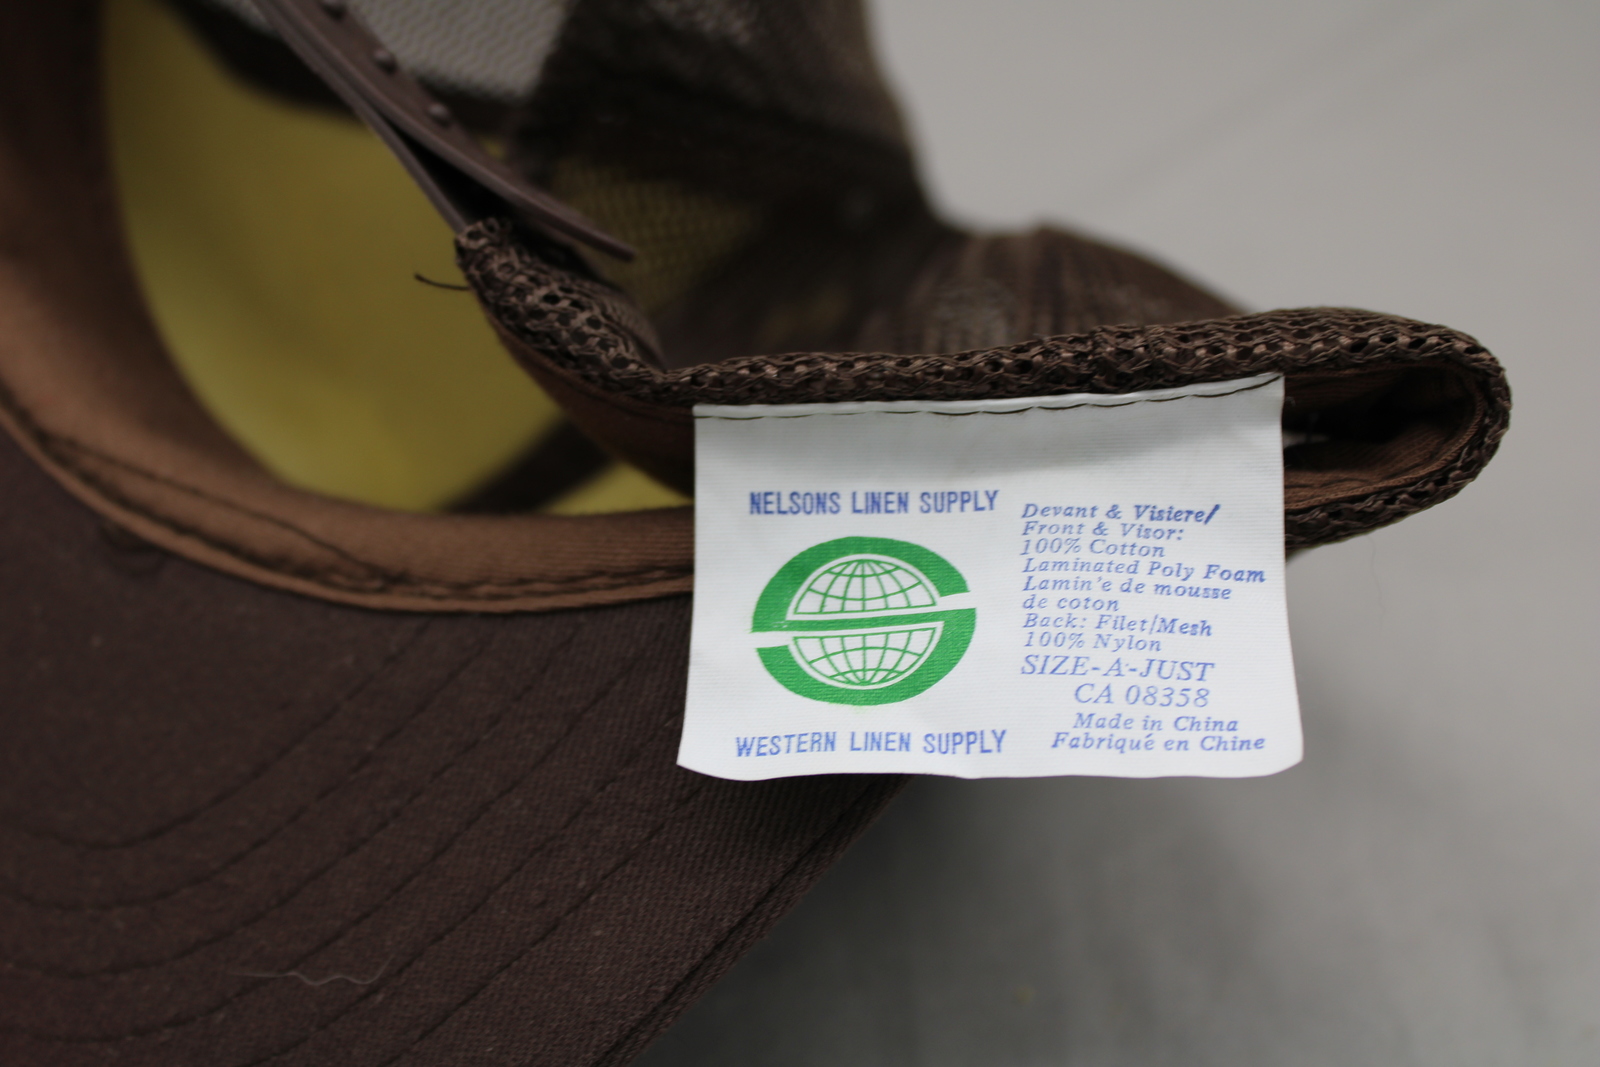 NELSONS LINEN SUPPLY
WESTERN LINEN SUPPLY
Devant & Visiere/
Front & Visor:
100% Cotton
Laminated Poly Foam
Lamin'e de mousse
de coton
Back: Filet/Mesh
100% Nylon
SIZE-A-JUST
CA 08358
Made in China
Fabriqué en Chine